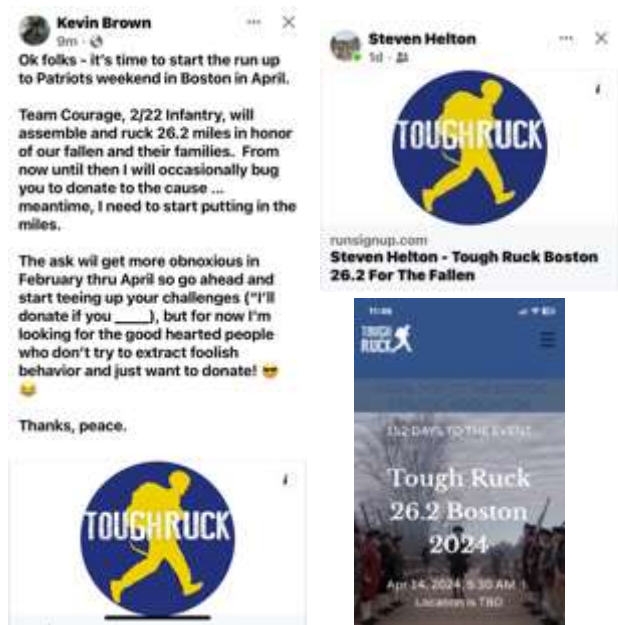 Kevin Brown
9m
Ok folks - it's time to start the run up
to Patriots weekend in Boston in April.
Team Courage, 2/22 Infantry, will
assemble and ruck 26.2 miles in honor
of our fallen and their families. From
now until then I will occasionally bug
you to donate to the cause ...
meantime, I need to start putting in the
miles.
The ask wil get more obnoxious in
February thru April so go ahead and
start teeing up your challenges ("I'll
donate if you _____), but for now I'm
looking for the good hearted people
who don't try to extract foolish
behavior and just want to donate! 😎
😂
Thanks, peace.
TOUGHRUCK
Steven Helton
1d
TOUGHRUCK
runsignup.com
Steven Helton - Tough Ruck Boston
26.2 For The Fallen
TOUGH
RUCK
152 DAYS TO THE EVENT
Tough Ruck
26.2 Boston
2024
Apr 14, 2024, 5:30 AM |
Location is TBD